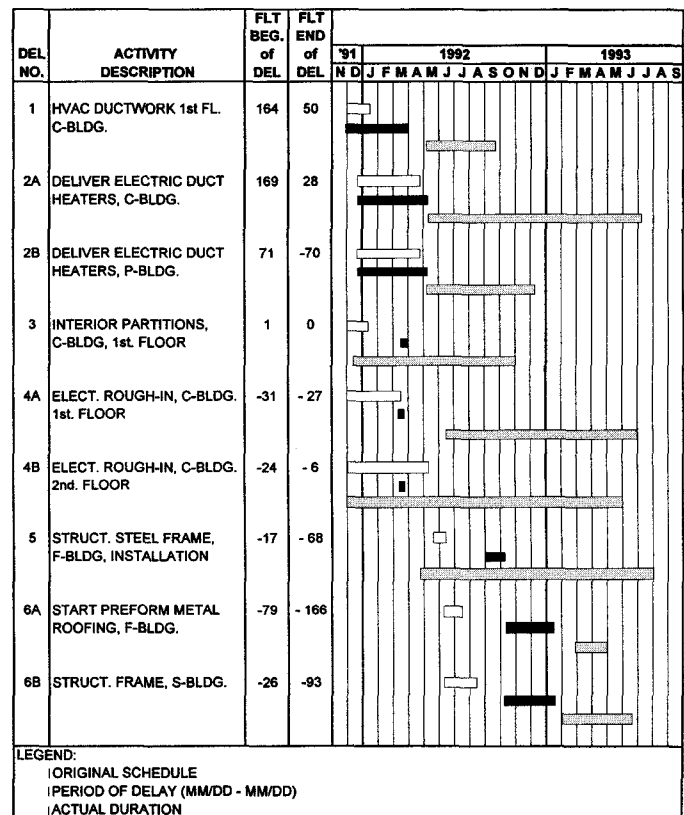 FLT FLT
BEG. END
DEL ACTIVITY of of '91 1992 1993
NO. DESCRIPTION DEL DEL N D J F M A M J J A S O N D J F M A M J J A S
1 HVAC DUCTWORK 1st FL. 164 50
C-BLDG.
2A DELIVER ELECTRIC DUCT 169 28
HEATERS, C-BLDG.
2B DELIVER ELECTRIC DUCT 71 -70
HEATERS, P-BLDG.
3 INTERIOR PARTITIONS, 1 0
C-BLDG, 1st. FLOOR
4A ELECT. ROUGH-IN, C-BLDG. -31 - 27
1st. FLOOR
4B ELECT. ROUGH-IN, C-BLDG. -24 - 6
2nd. FLOOR
5 STRUCT. STEEL FRAME, -17 - 68
F-BLDG, INSTALLATION
6A START PREFORM METAL -79 - 166
ROOFING, F-BLDG.
6B STRUCT. FRAME, S-BLDG. -26 -93
LEGEND:
ORIGINAL SCHEDULE
PERIOD OF DELAY (MM/DD - MM/DD)
ACTUAL DURATION